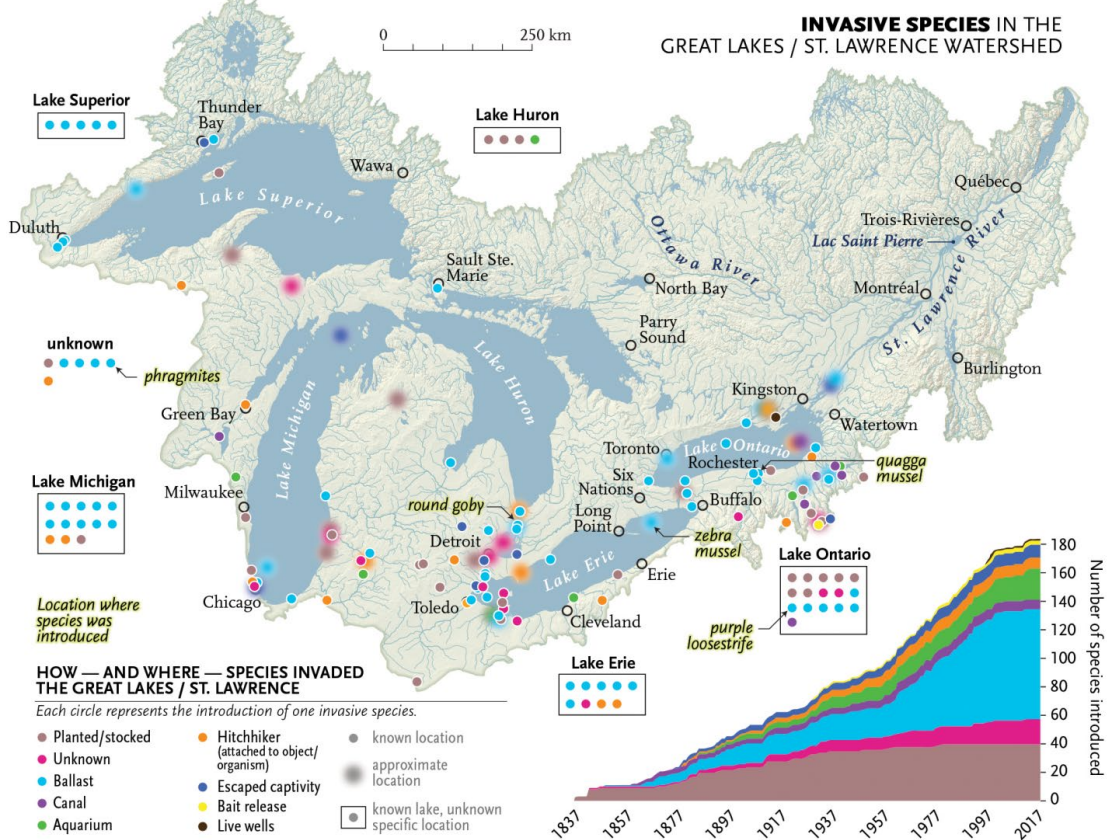 INVASIVE SPECIES IN THE
GREAT LAKES / ST. LAWRENCE WATERSHED
0 250 km
Lake Superior
Thunder
Bay
Lake Huron
Wawa
Québec
Lake Superior
Trois-Rivières
Duluth
Lac Saint Pierre
Ottawa River
St. Lawrence River
Sault Ste.
Marie
North Bay
Montréal
Parry
Sound
unknown
phragmites
Lake Huron
Burlington
Kingston
Green Bay
Lake Michigan
Watertown
Toronto
Lake Ontario
Rochester
quagga
mussel
Lake Michigan
Milwaukee
Six
Nations
round goby
Buffalo
Long
Point
Detroit
zebra
mussel
Lake Erie
Erie
Lake Ontario
Chicago
Toledo
Cleveland
Location where
species was
introduced
purple
loosestrife
Lake Erie
HOW — AND WHERE — SPECIES INVADED
THE GREAT LAKES / ST. LAWRENCE
Each circle represents the introduction of one invasive species.
Planted/stocked
Unknown
Ballast
Canal
Aquarium
Hitchhiker
(attached to object/
organism)
Escaped captivity
Bait release
Live wells
known location
approximate
location
known lake, unknown
specific location
180
160
140
120
100
80
60
40
20
0
Number of species introduced
1837 1857 1877 1897 1917 1937 1957 1977 1997 2017